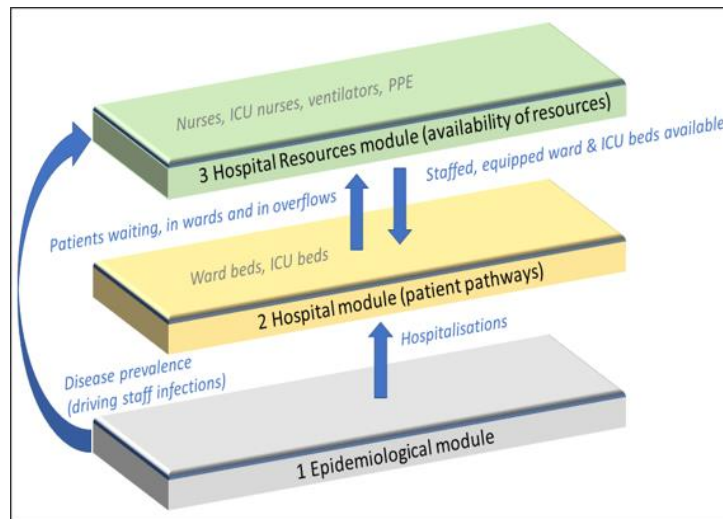 Nurses, ICU nurses, ventilators, PPE
3 Hospital Resources module (availability of resources)
Staffed, equipped ward & ICU beds available
Patients waiting, in wards and in overflows
Ward beds, ICU beds
2 Hospital module (patient pathways)
Hospitalisations
Disease prevalence
(driving staff infections)
1 Epidemiological module